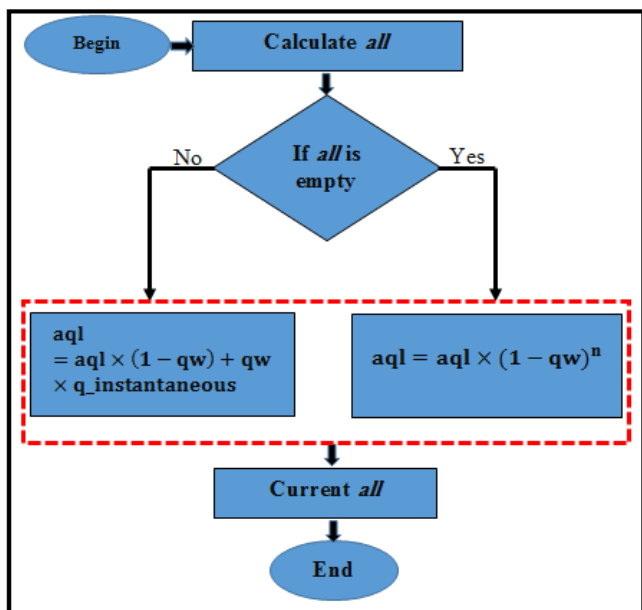 Begin
Calculate all
If all is
empty
No
Yes
aql
= aql × (1 − qw) + qw
× q_instantaneous
aql = aql × (1 − qw)ⁿ
Current all
End